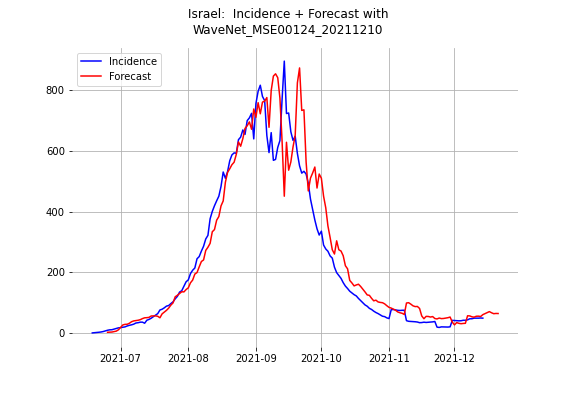 Israel:  Incidence + Forecast with
WaveNet_MSE00124_20211210
Incidence
Forecast
800
600
400
200
0
2021-07 2021-08 2021-09 2021-10 2021-11 2021-12